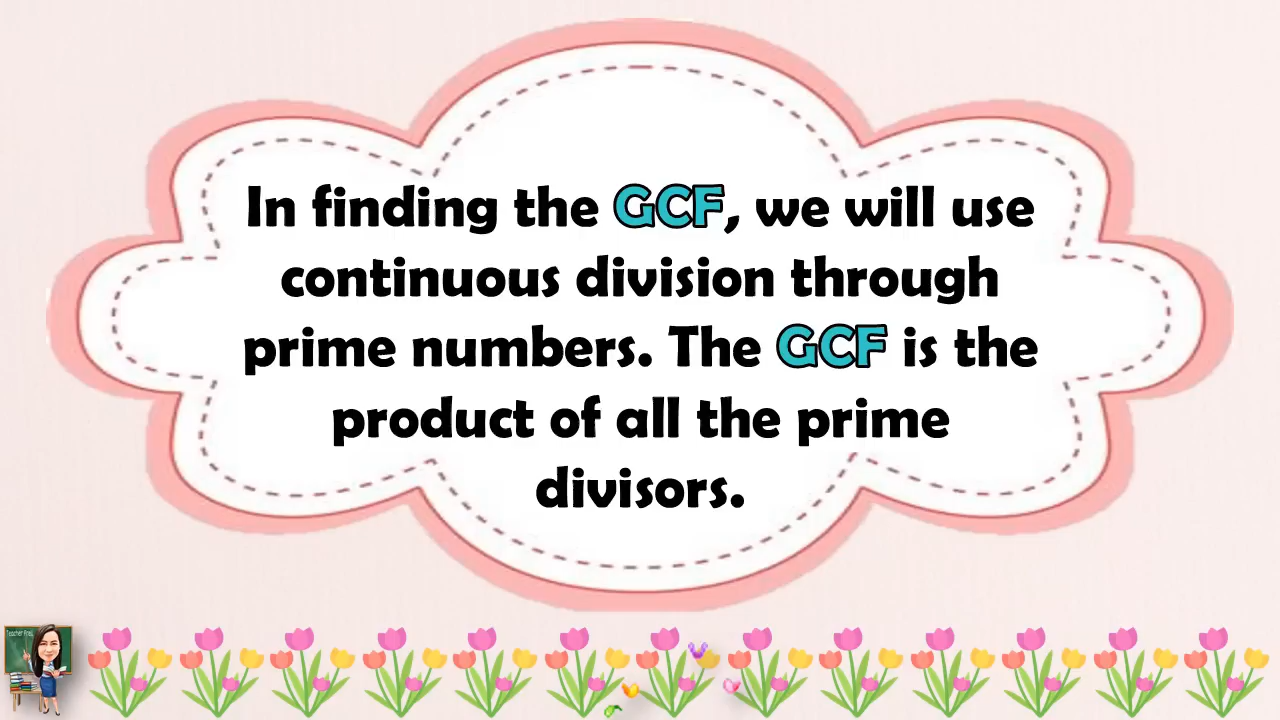 In finding the GCF, we will use
continuous division through
prime numbers. The GCF is the
product of all the prime
divisors.